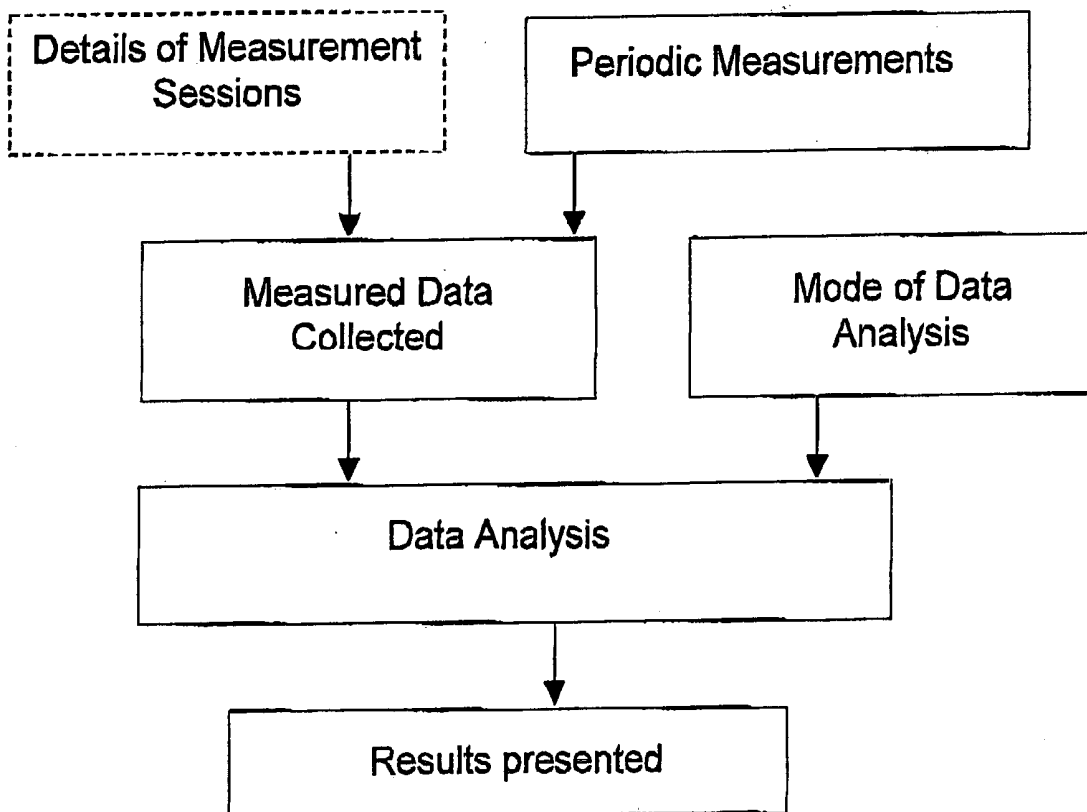 Details of Measurement
Sessions
Periodic Measurements
Measured Data
Collected
Mode of Data
Analysis
Data Analysis
Results presented